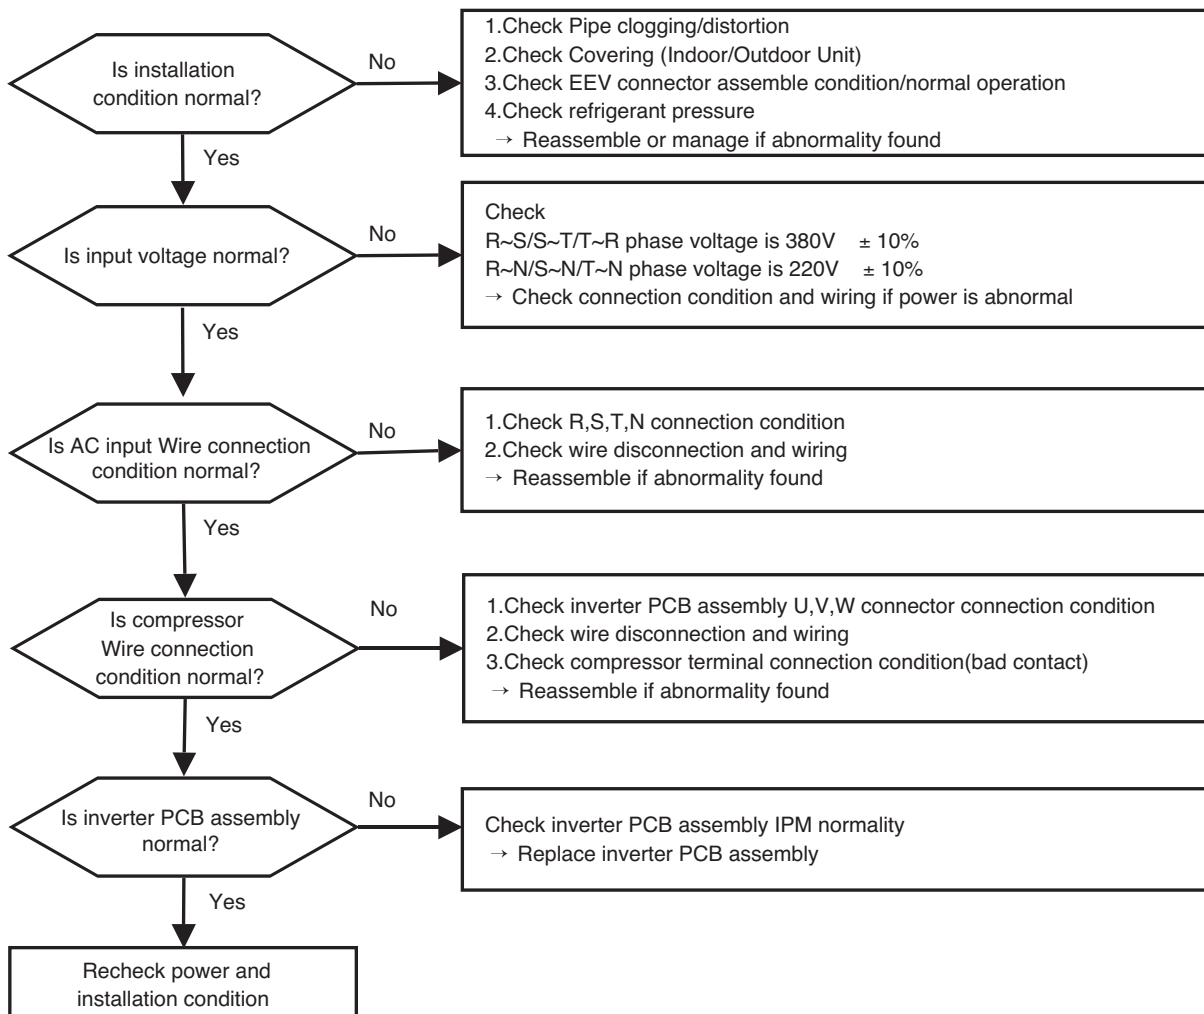 Is installation
condition normal?
No
1.Check Pipe clogging/distortion
2.Check Covering (Indoor/Outdoor Unit)
3.Check EEV connector assemble condition/normal operation
4.Check refrigerant pressure
→ Reassemble or manage if abnormality found
Yes
Is input voltage normal?
No
Check
R~S/S~T/T~R phase voltage is 380V ± 10%
R~N/S~N/T~N phase voltage is 220V ± 10%
→ Check connection condition and wiring if power is abnormal
Yes
Is AC input Wire connection
condition normal?
No
1.Check R,S,T,N connection condition
2.Check wire disconnection and wiring
→ Reassemble if abnormality found
Yes
Is compressor
Wire connection
condition normal?
No
1.Check inverter PCB assembly U,V,W connector connection condition
2.Check wire disconnection and wiring
3.Check compressor terminal connection condition(bad contact)
→ Reassemble if abnormality found
Yes
Is inverter PCB assembly
normal?
No
Check inverter PCB assembly IPM normality
→ Replace inverter PCB assembly
Yes
Recheck power and
installation condition